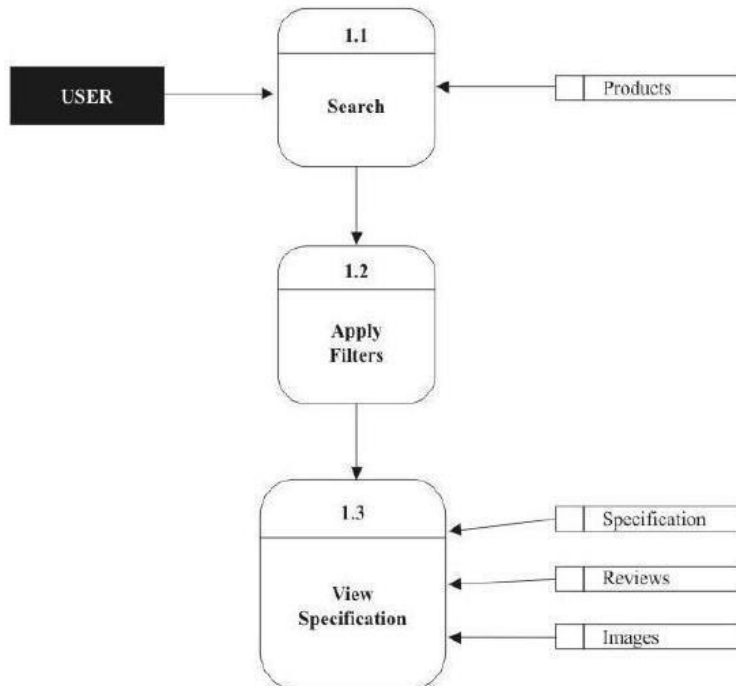 1.1
USER
Search
Products
1.2
Apply
Filters
1.3
Specification
View
Specification
Reviews
Images